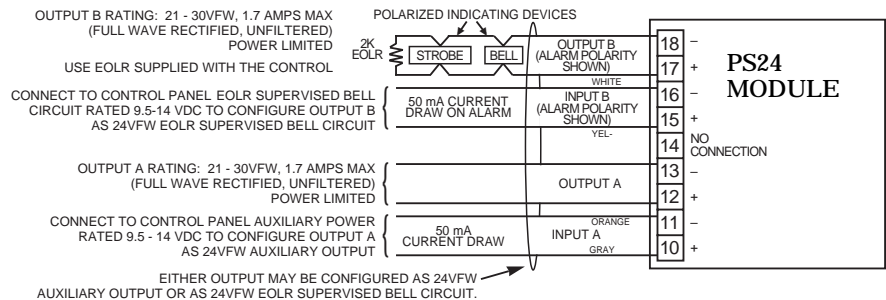 OUTPUT B RATING: 21 - 30VFW, 1.7 AMPS MAX
(FULL WAVE RECTIFIED, UNFILTERED)
POWER LIMITED
USE EOLR SUPPLIED WITH THE CONTROL
POLARIZED INDICATING DEVICES
2K
EOLR
STROBE
BELL
OUTPUT B
(ALARM POLARITY
SHOWN)
WHITE
18 –
17 +
PS24
MODULE
CONNECT TO CONTROL PANEL EOLR SUPERVISED BELL
CIRCUIT RATED 9.5-14 VDC TO CONFIGURE OUTPUT B
AS 24VFW EOLR SUPERVISED BELL CIRCUIT
50 mA CURRENT
DRAW ON ALARM
INPUT B
(ALARM POLARITY
SHOWN)
YEL-
16 –
15 +
14 NO
CONNECTION
OUTPUT A RATING: 21 - 30VFW, 1.7 AMPS MAX
(FULL WAVE RECTIFIED, UNFILTERED)
POWER LIMITED
OUTPUT A
13 –
12 +
CONNECT TO CONTROL PANEL AUXILIARY POWER
RATED 9.5 - 14 VDC TO CONFIGURE OUTPUT A
AS 24VFW AUXILIARY OUTPUT
50 mA
CURRENT DRAW
ORANGE
INPUT A
GRAY
11 –
10 +
EITHER OUTPUT MAY BE CONFIGURED AS 24VFW
AUXILIARY OUTPUT OR AS 24VFW EOLR SUPERVISED BELL CIRCUIT.